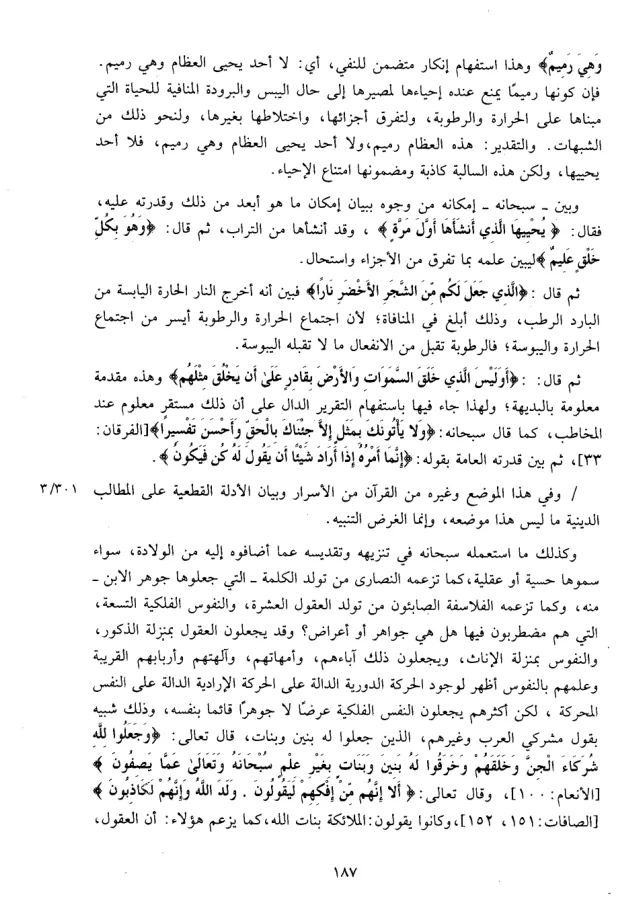 وَهِيَ رَمِيمٌ﴾ وهذا استفهام إنكار متضمن للنفي، أي: لا أحد يحيى العظام وهي رميم.
فإن كونها رميمًا يمنع عنده إحياءها لمصيرها إلى حال اليبس والبرودة المنافية للحياة التي
مبناها على الحرارة والرطوبة، ولتفرق أجزائها، واختلاطها بغيرها، ولنحو ذلك من
الشبهات. والتقدير: هذه العظام رميم،ولا أحد يحيى العظام وهي رميم، فلا أحد
يحييها، ولكن هذه السالبة كاذبة ومضمونها امتناع الإحياء.
وبين ـ سبحانه ـ إمكانه من وجوه ببيان إمكان ما هو أبعد من ذلك وقدرته عليه،
فقال: ﴿ يُحْيِيهَا الَّذِي أَنشَأَهَا أَوَّلَ مَرَّةٍ ﴾ ، وقد أنشأها من التراب، ثم قال: ﴿وَهُوَ بِكُلِّ
خَلْقٍ عَلِيمٌ ﴾ليبين علمه بما تفرق من الأجزاء واستحال.
ثم قال :﴿الَّذِي جَعَلَ لَكُم مِّنَ الشَّجَرِ الأَخْضَرِ نَارًا﴾ فبين أنه أخرج النار الحارة اليابسة من
البارد الرطب، وذلك أبلغ في المنافاة؛ لأن اجتماع الحرارة والرطوبة أيسر من اجتماع
الحرارة واليبوسة؛ فالرطوبة تقبل من الانفعال ما لا تقبله اليبوسة.
ثم قال :﴿أَوَلَيْسَ الَّذِي خَلَقَ السَّمَوَاتِ وَالأَرْضَ بِقَادِرٍ عَلَىٰ أَن يَخْلُقَ مِثْلَهُم﴾ وهذه مقدمة
معلومة بالبديهة؛ ولهذا جاء فيها باستفهام التقرير الدال على أن ذلك مستقر معلوم عند
المخاطب، كما قال سبحانه:﴿وَلا يَأْتُونَكَ بِمَثَلٍ إِلاَّ جِئْنَاكَ بِالْحَقِّ وَأَحْسَنَ تَفْسِيرًا﴾[الفرقان:
٣٣]، ثم بين قدرته العامة بقوله:﴿إِنَّمَا أَمْرُهُ إِذَا أَرَادَ شَيْئًا أَن يَقُولَ لَهُ كُن فَيَكُونُ ﴾.
٣/٣٠١ / وفي هذا الموضع وغيره من القرآن من الأسرار وبيان الأدلة القطعية على المطالب
الدينية ما ليس هذا موضعه، وإنما الغرض التنبيه.
وكذلك ما استعمله سبحانه في تنزيهه وتقديسه عما أضافوه إليه من الولادة، سواء
سموها حسية أو عقلية،كما تزعمه النصارى من تولد الكلمة ـ التي جعلوها جوهر الابن ـ
منه، وكما تزعمه الفلاسفة الصابئون من تولد العقول العشرة، والنفوس الفلكية التسعة،
التي هم مضطربون فيها هل هي جواهر أو أعراض؟ وقد يجعلون العقول بمنزلة الذكور،
والنفوس بمنزلة الإناث، ويجعلون ذلك آباءهم، وأمهاتهم، وآلهتهم وأربابهم القريبة
وعلمهم بالنفوس أظهر لوجود الحركة الدورية الدالة على الحركة الإرادية الدالة على النفس
المحركة ، لكن أكثرهم يجعلون النفس الفلكية عرضًا لا جوهرًا قائما بنفسه، وذلك شبيه
بقول مشركي العرب وغيرهم، الذين جعلوا له بنين وبنات، قال تعالى: ﴿وَجَعَلُوا لِلَّهِ
شُرَكَاءَ الْجِنَّ وَخَلَقَهُمْ وَخَرَقُوا لَهُ بَنِينَ وَبَنَاتٍ بِغَيْرِ عِلْمٍ سُبْحَانَهُ وَتَعَالَىٰ عَمَّا يَصِفُونَ ﴾
[الأنعام: ١٠٠]، وقال تعالى:﴿ أَلا إِنَّهُم مِّنْ إِفْكِهِمْ لَيَقُولُونَ . وَلَدَ اللَّهُ وَإِنَّهُمْ لَكَاذِبُونَ ﴾
[الصافات:١٥١، ١٥٢]،وكانوا يقولون:الملائكة بنات الله،كما يزعم هؤلاء: أن العقول،
١٨٧